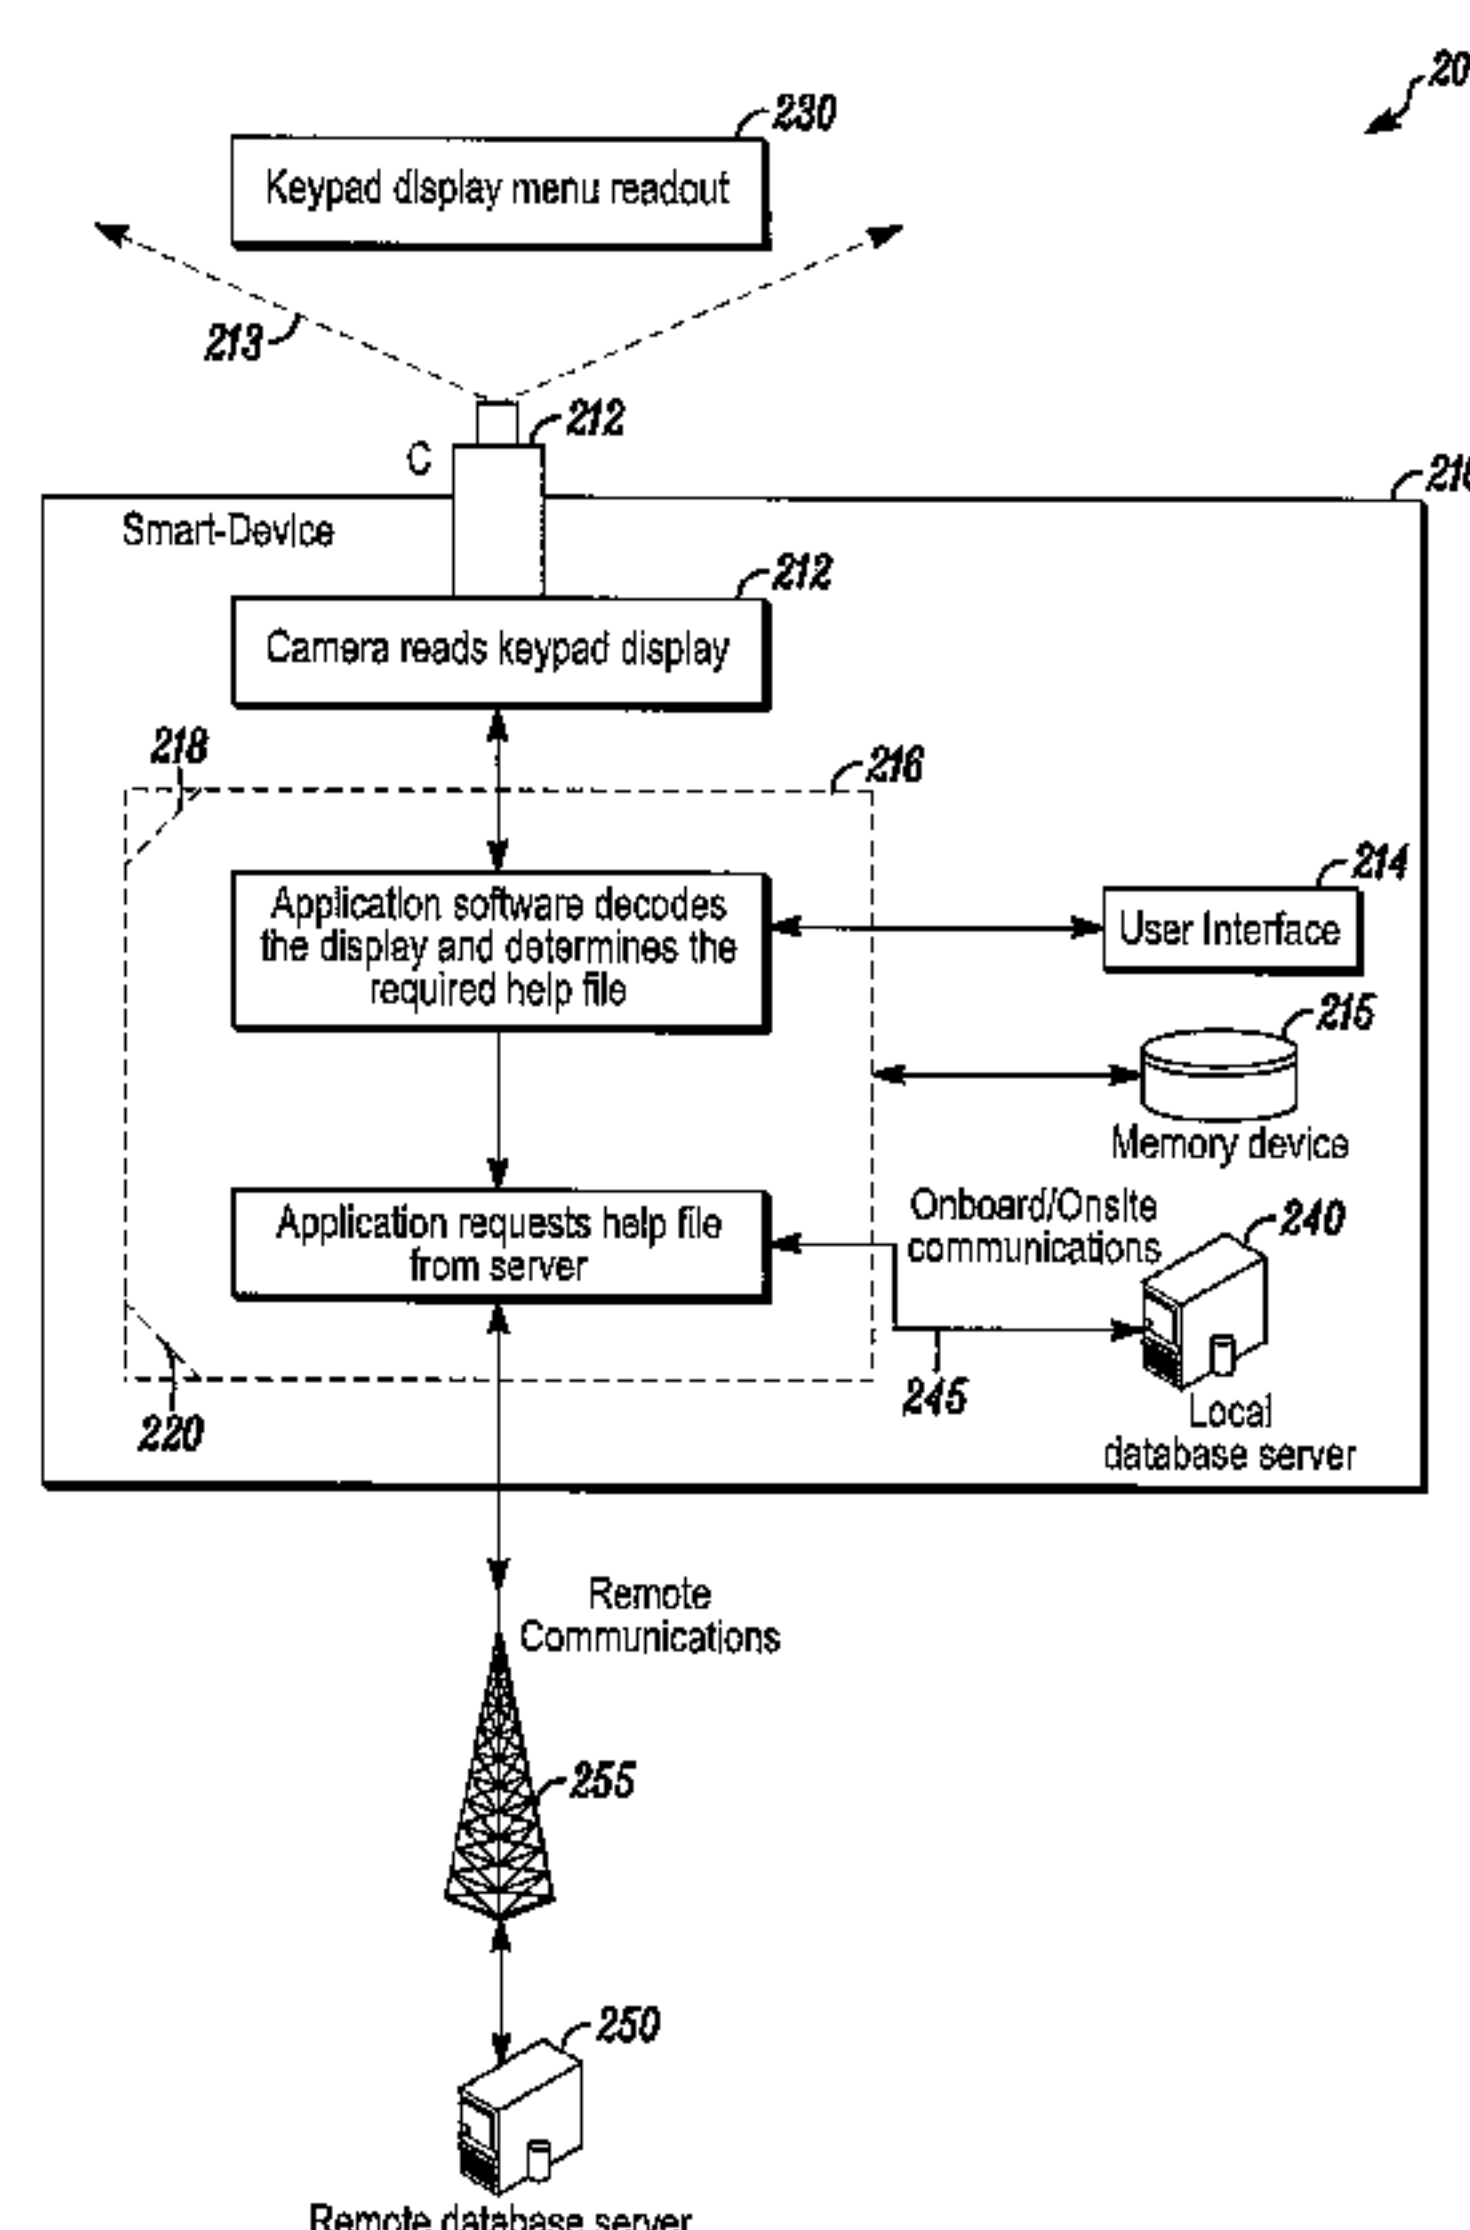 20
230
Keypad display menu readout
213
212
C
210
Smart-Device
212
Camera reads keypad display
218
216
Application software decodes
the display and determines the
required help file
214
User Interface
215
Memory device
Application requests help file
from server
Onboard/Onsite
communications
240
245
220
Local
database server
Remote
Communications
255
250
Remote database server